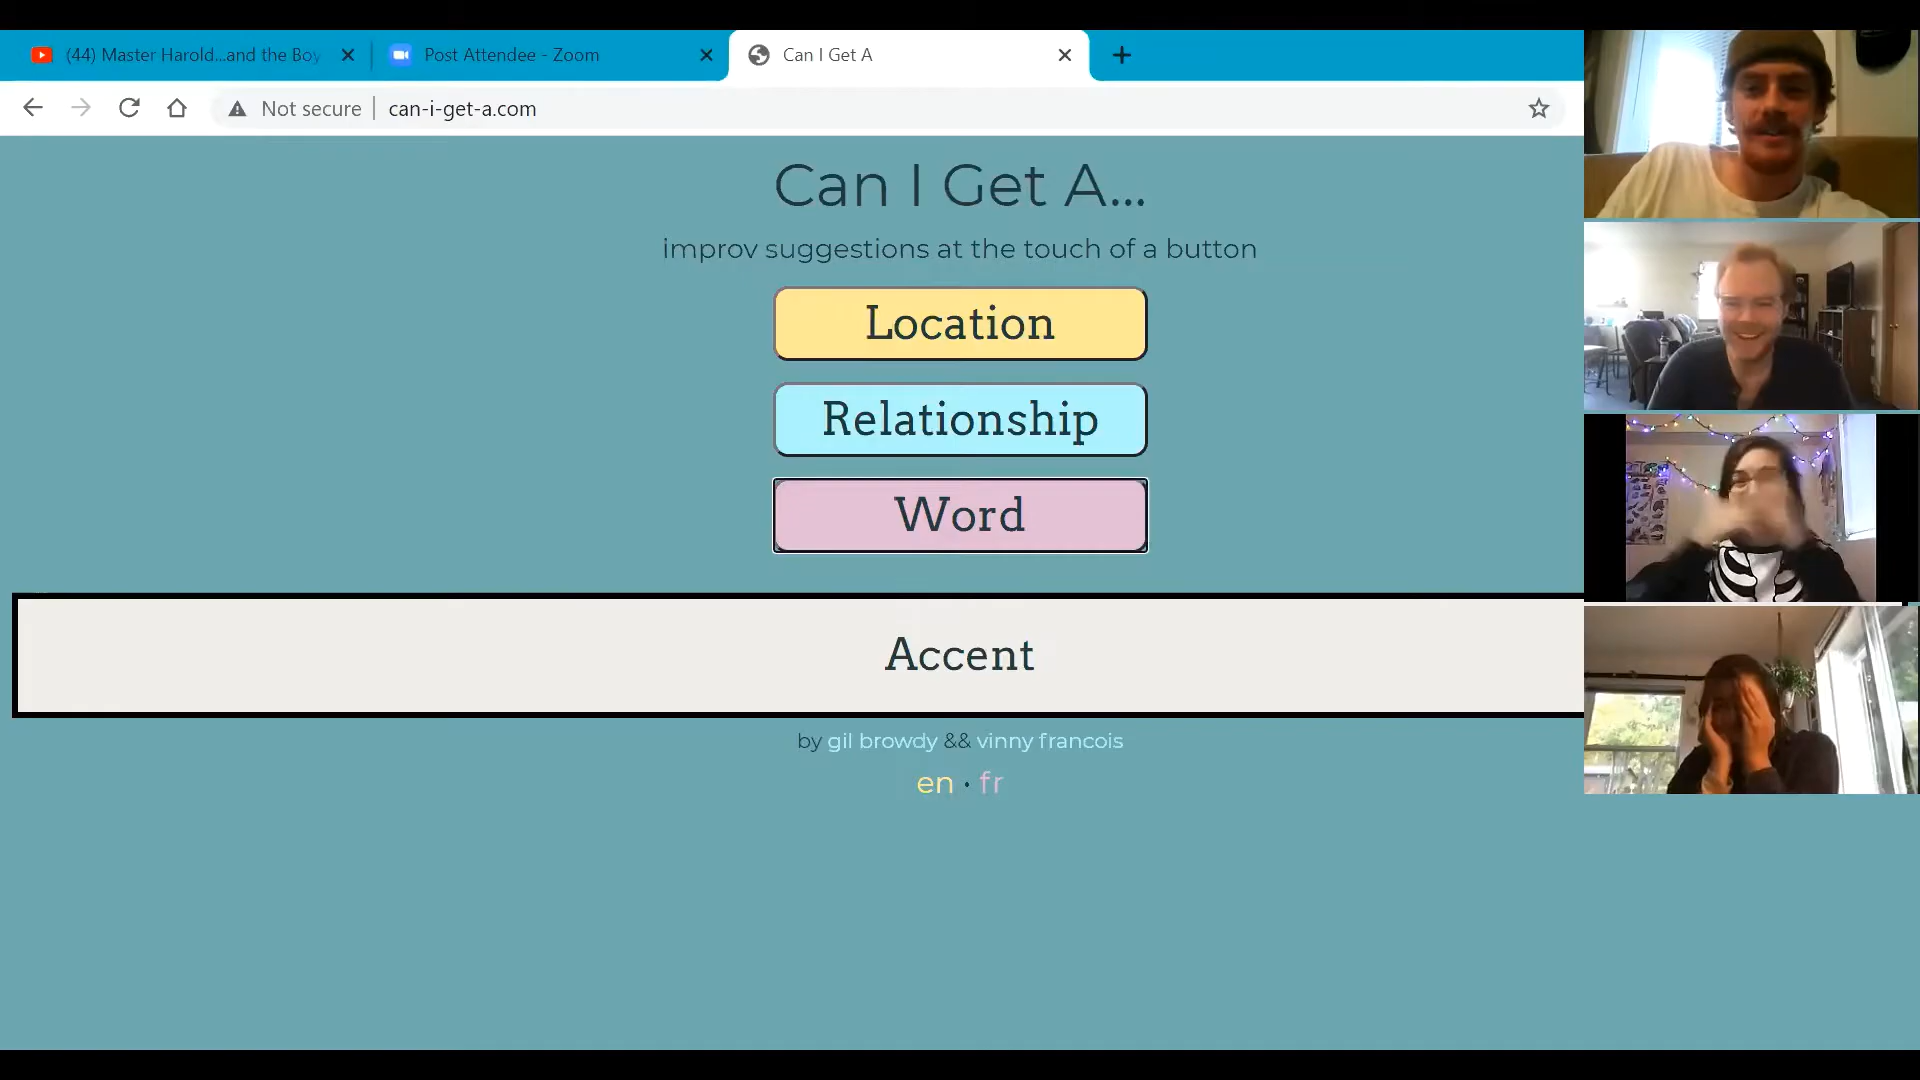 (44) Master Harold...and the Boy
Post Attendee - Zoom
Can I Get A
Not secure
can-i-get-a.com
Can I Get A...
improv suggestions at the touch of a button
Location
Relationship
Word
Accent
by gil browdy && vinny francois
en · fr